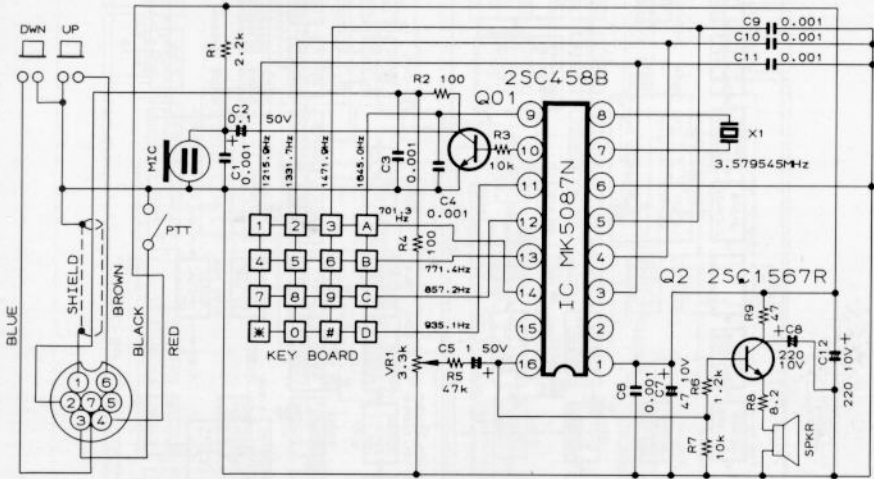 DWN UP
R1
2.2k
C9 0.001
C10 0.001
C11 0.001
R2 100
2SC458B
Q01
C2
0.1 50V
MIC
+
C1
0.001
1215.9Hz
1331.7Hz
1471.9Hz
1645.0Hz
C3
0.001
C4
0.001
R3
10k
9
10
11
12
13
14
15
16
IC MK5087N
8
7
6
5
4
3
2
1
X1
3.579545MHz
PTT
SHIELD
BROWN
BLACK
RED
BLUE
1 2 3 A
4 5 6 B
7 8 9 C
* 0 # D
KEY BOARD
701.3
Hz
R4
100
771.4Hz
857.2Hz
935.1Hz
VR1
3.3k
C5 1 50V
+
R5
47k
Q2 2SC1567R
R9
47
+C8
220
10V
C12
+
220 10V
C6
0.001
C7
+
47 10V
R6
1.2k
R7
10k
R8
8.2
SPKR
1 6
2 7 5
3 4